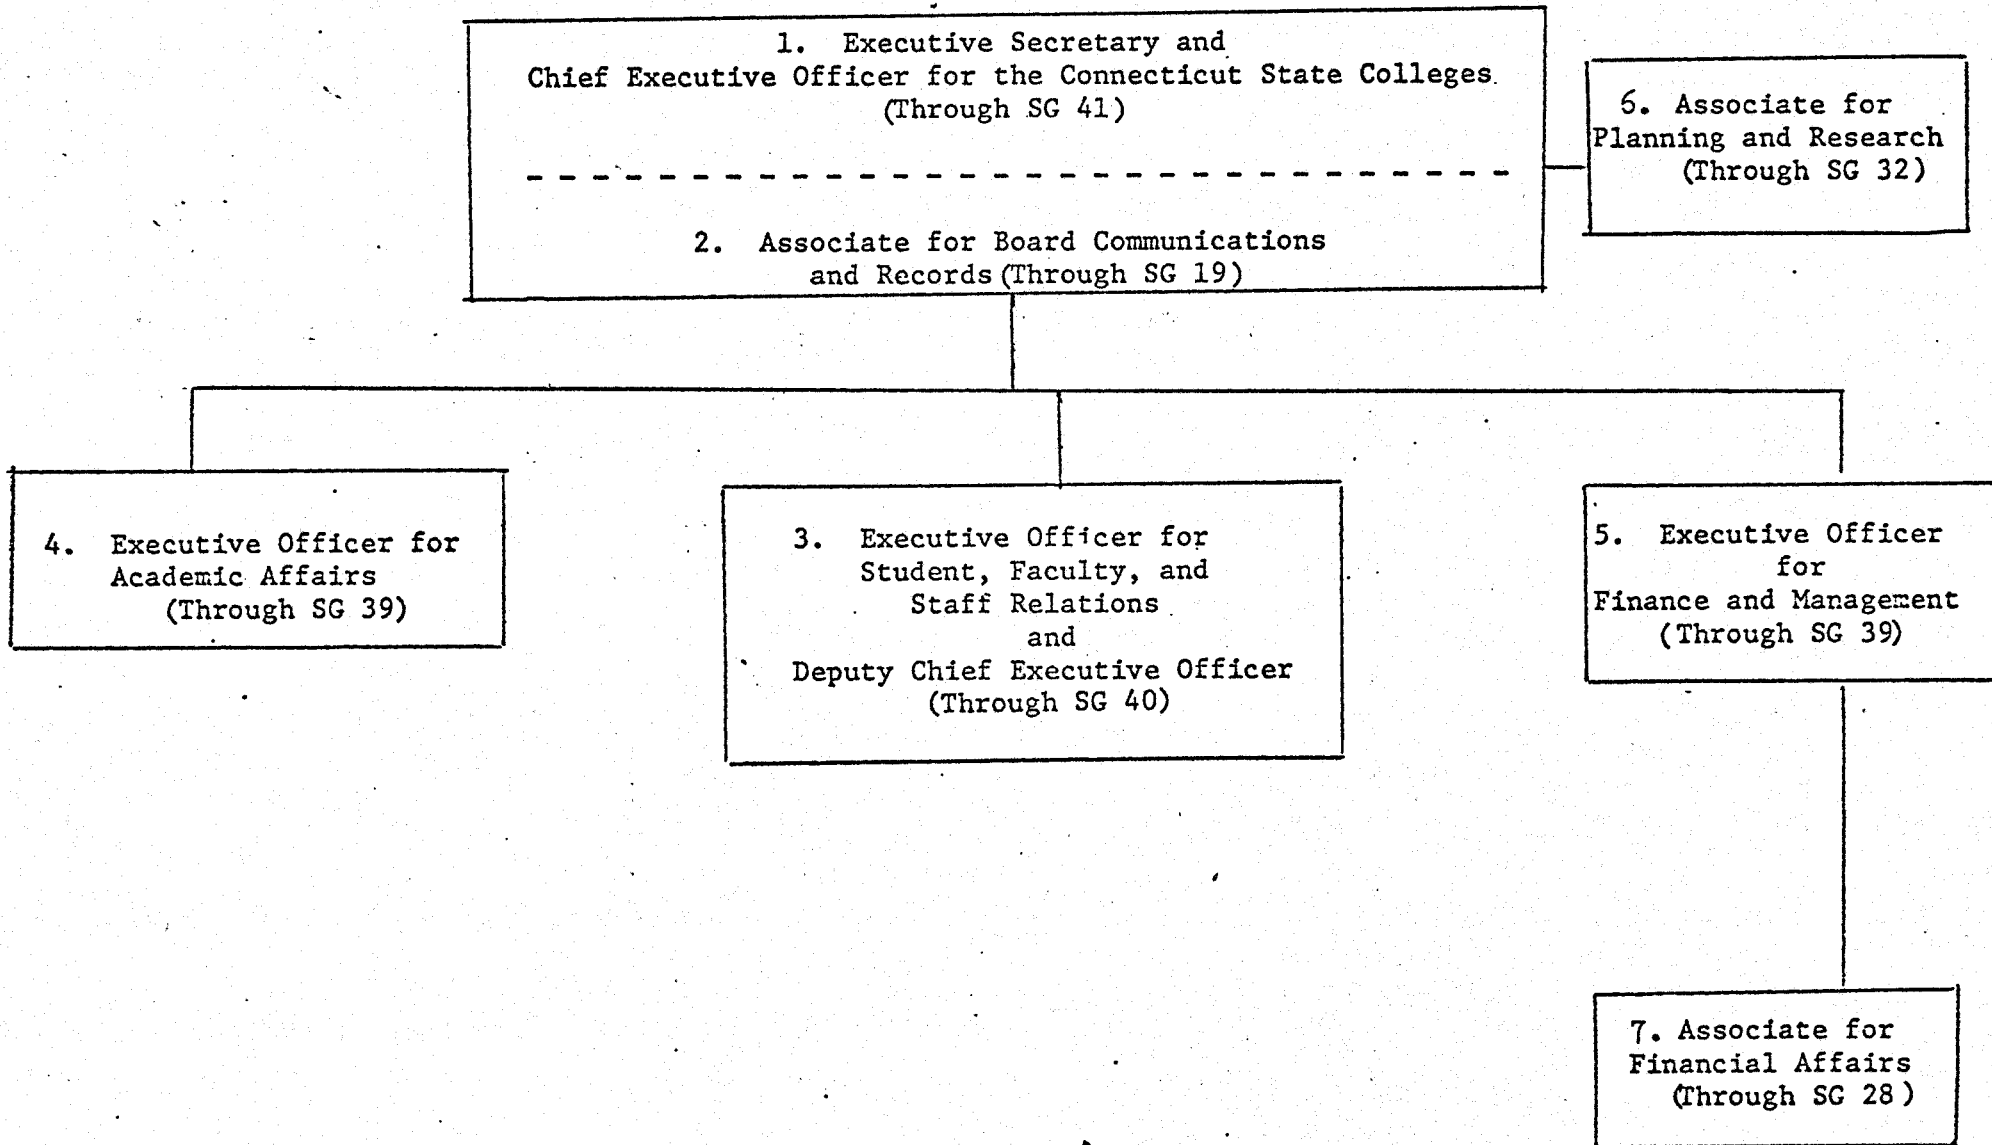 1. Executive Secretary and
Chief Executive Officer for the Connecticut State Colleges.
(Through SG 41)
2. Associate for Board Communications
and Records (Through SG 19)
6. Associate for
Planning and Research
(Through SG 32)
4. Executive Officer for
Academic Affairs
(Through SG 39)
3. Executive Officer for
Student, Faculty, and
Staff Relations
and
Deputy Chief Executive Officer
(Through SG 40)
5. Executive Officer
for
Finance and Management
(Through SG 39)
7. Associate for
Financial Affairs
(Through SG 28)